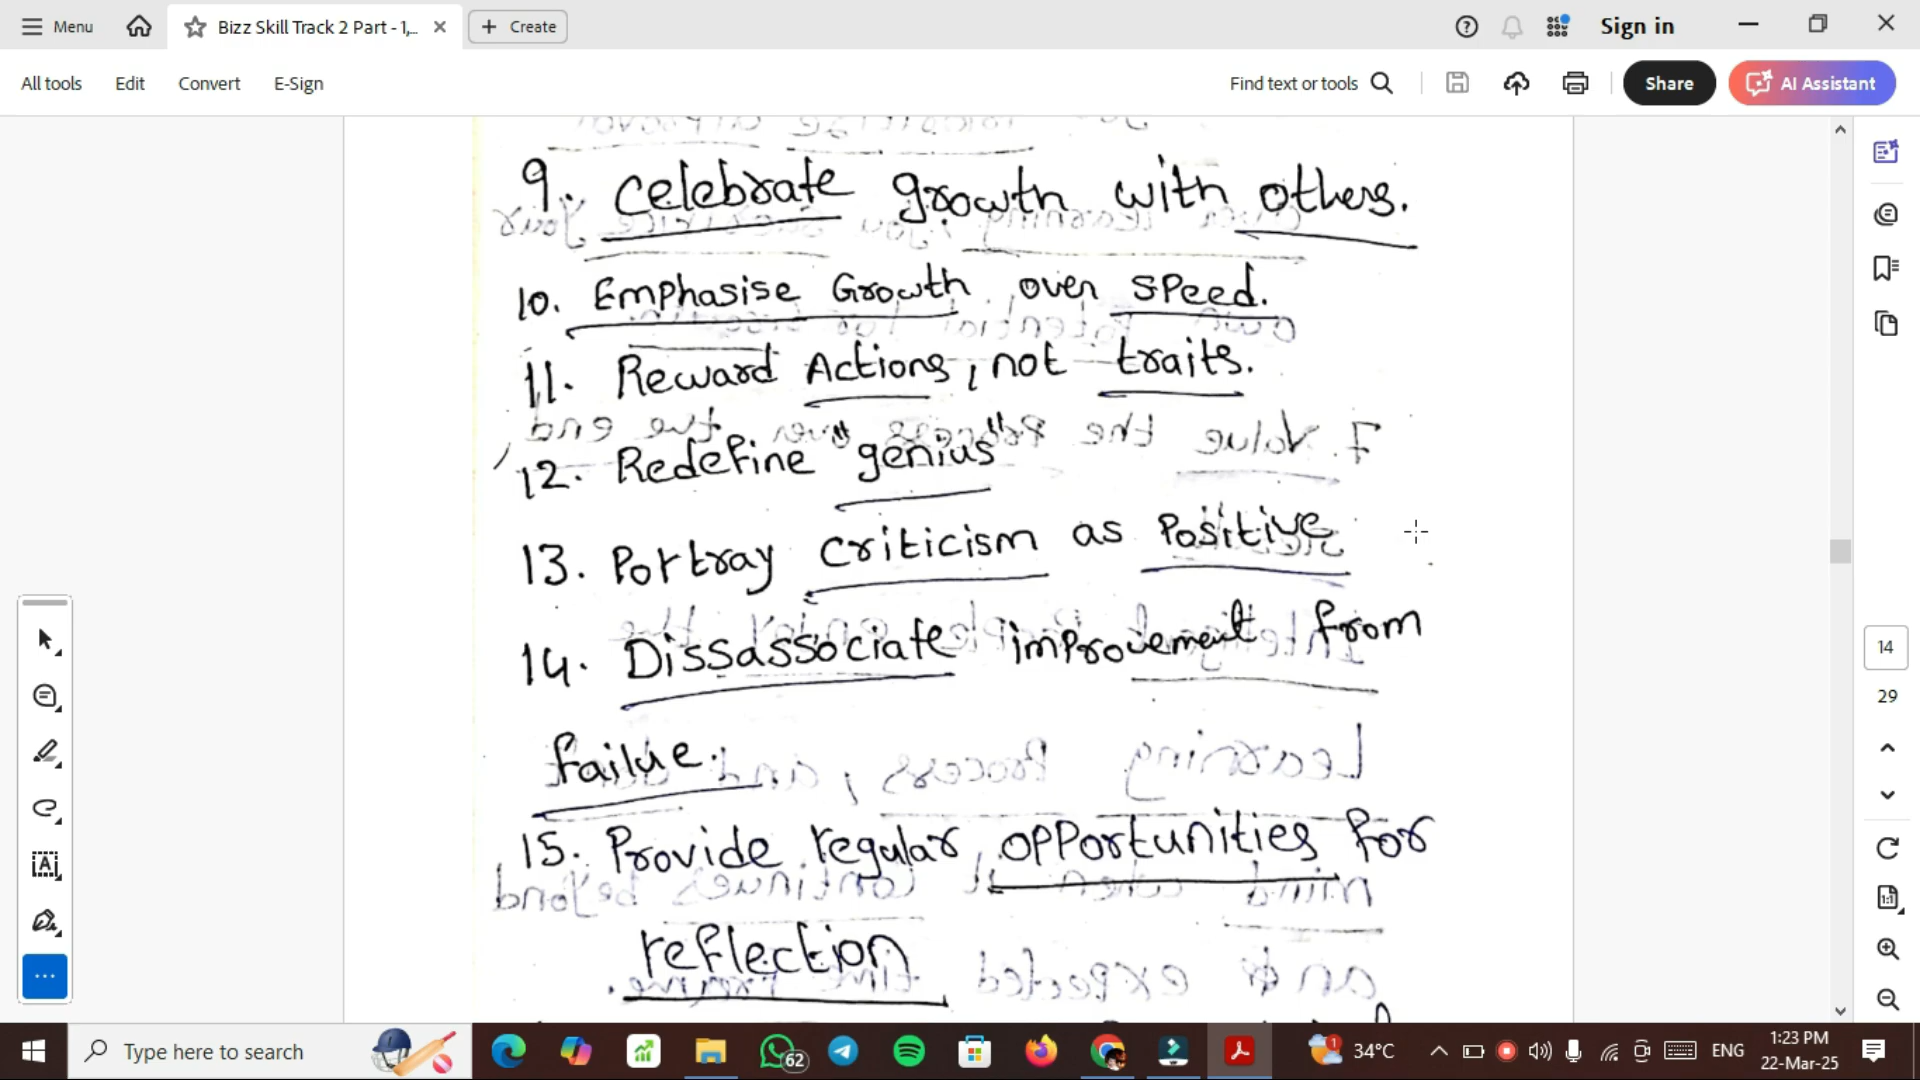 Menu
Bizz Skill Track 2 Part - 1,...
Create
Sign in
All tools
Edit
Convert
E-Sign
Find text or tools
Share
AI Assistant
9. Celebrate growth with others.
10. Emphasise Growth over speed.
11. Reward Actions, not traits.
12. Redefine "genius"
13. Portray criticism as Positive
14. Dissassociate improvement from
failue.
15. Provide regular opportunities for
reflection
14
29
Type here to search
62
34°C
ENG
1:23 PM
22-Mar-25